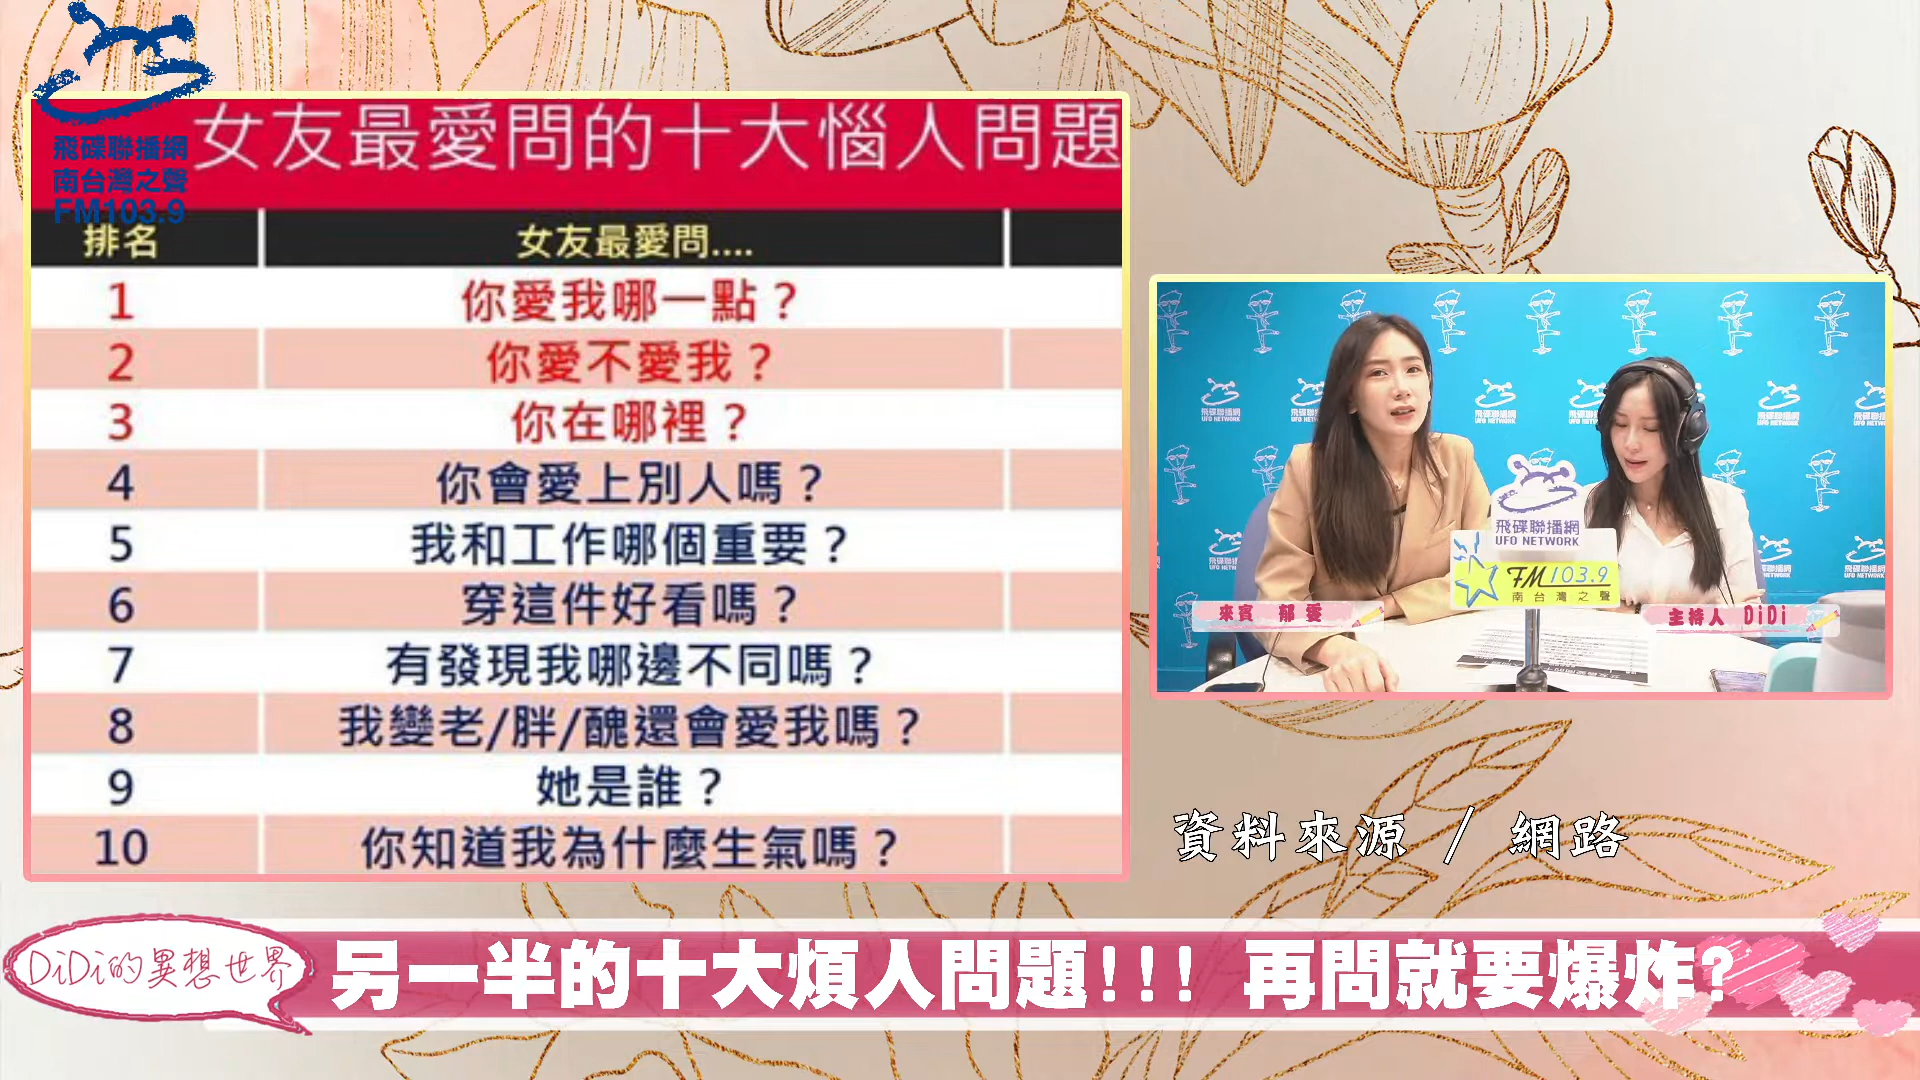 飛碟聯播網
南台灣之聲
FM103.9
女友最愛問的十大惱人問題
排名 女友最愛問....
1 你愛我哪一點？
2 你愛不愛我？
3 你在哪裡？
4 你會愛上別人嗎？
5 我和工作哪個重要？
6 穿這件好看嗎？
7 有發現我哪邊不同嗎？
8 我變老/胖/醜還會愛我嗎？
9 她是誰？
10 你知道我為什麼生氣嗎？
飛碟聯播網
UFO NETWORK
飛碟聯播網
UFO NETWORK
FM103.9
南台灣之聲
來賓 郁雯
主持人 DiDi
資料來源 / 網路
DiDi的異想世界
另一半的十大煩人問題!!! 再問就要爆炸?